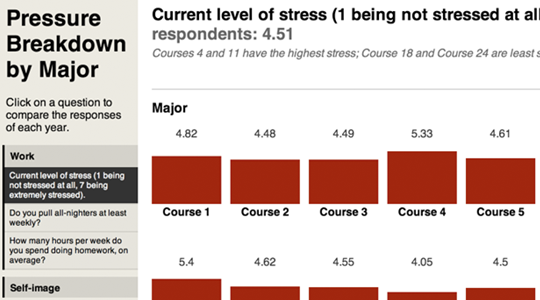 Pressure
Breakdown
by Major
Click on a question to
compare the responses
of each year.
Work
Current level of stress (1 being
not stressed at all, 7 being
extremely stressed).
Do you pull all-nighters at least
weekly?
How many hours per week do
you spend doing homework, on
average?
Self-image
Current level of stress (1 being not stressed at al
respondents: 4.51
Courses 4 and 11 have the highest stress; Course 18 and Course 24 are least s
Major
4.82 4.48 4.49 5.33 4.61
Course 1 Course 2 Course 3 Course 4 Course 5
5.4 4.62 4.55 4.05 4.5